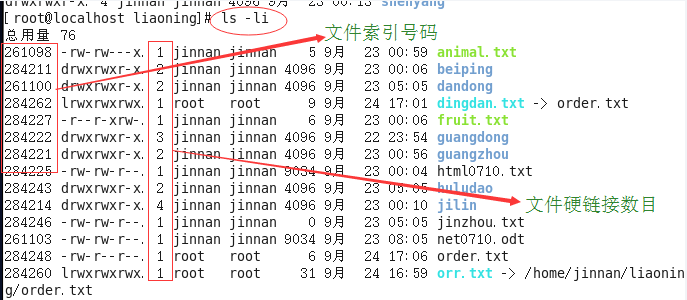 drwxrwxr-x. 4 jinnan jinnan 4096 9月 23 00:13 shenyang
[root@localhost liaoning]# ls -li
总用量 76
文件索引号码
261098 -rw-rw---x. 1 jinnan jinnan 5 9月 23 00:59 animal.txt
284211 drwxrwxr-x. 2 jinnan jinnan 4096 9月 23 00:06 beiping
261100 drwxrwxr-x. 2 jinnan jinnan 4096 9月 23 05:05 dandong
284262 lrwxrwxrwx. 1 root root 9 9月 24 17:01 dingdan.txt -> order.txt
284227 -r--r-xrw-. 1 jinnan jinnan 6 9月 23 00:06 fruit.txt
284222 drwxrwxr-x. 3 jinnan jinnan 4096 9月 22 23:54 guangdong
284221 drwxrwxr-x. 2 jinnan jinnan 4096 9月 23 00:56 guangzhou
284225 -rw-rw-r--. 1 jinnan jinnan 9034 9月 23 00:04 html0710.txt
284243 drwxrwxr-x. 2 jinnan jinnan 4096 9月 23 05:05 huludao
284214 drwxrwxr-x. 4 jinnan jinnan 4096 9月 23 00:10 jilin
文件硬链接数目
284246 -rw-rw-r--. 1 jinnan jinnan 0 9月 23 05:05 jinzhou.txt
261103 -rw-rw-r--. 1 jinnan jinnan 9034 9月 23 08:05 net0710.odt
284248 -rw-r--r--. 1 root root 6 9月 24 17:06 order.txt
284260 lrwxrwxrwx. 1 root root 31 9月 24 16:59 orr.txt -> /home/jinnan/liaonin
g/order.txt